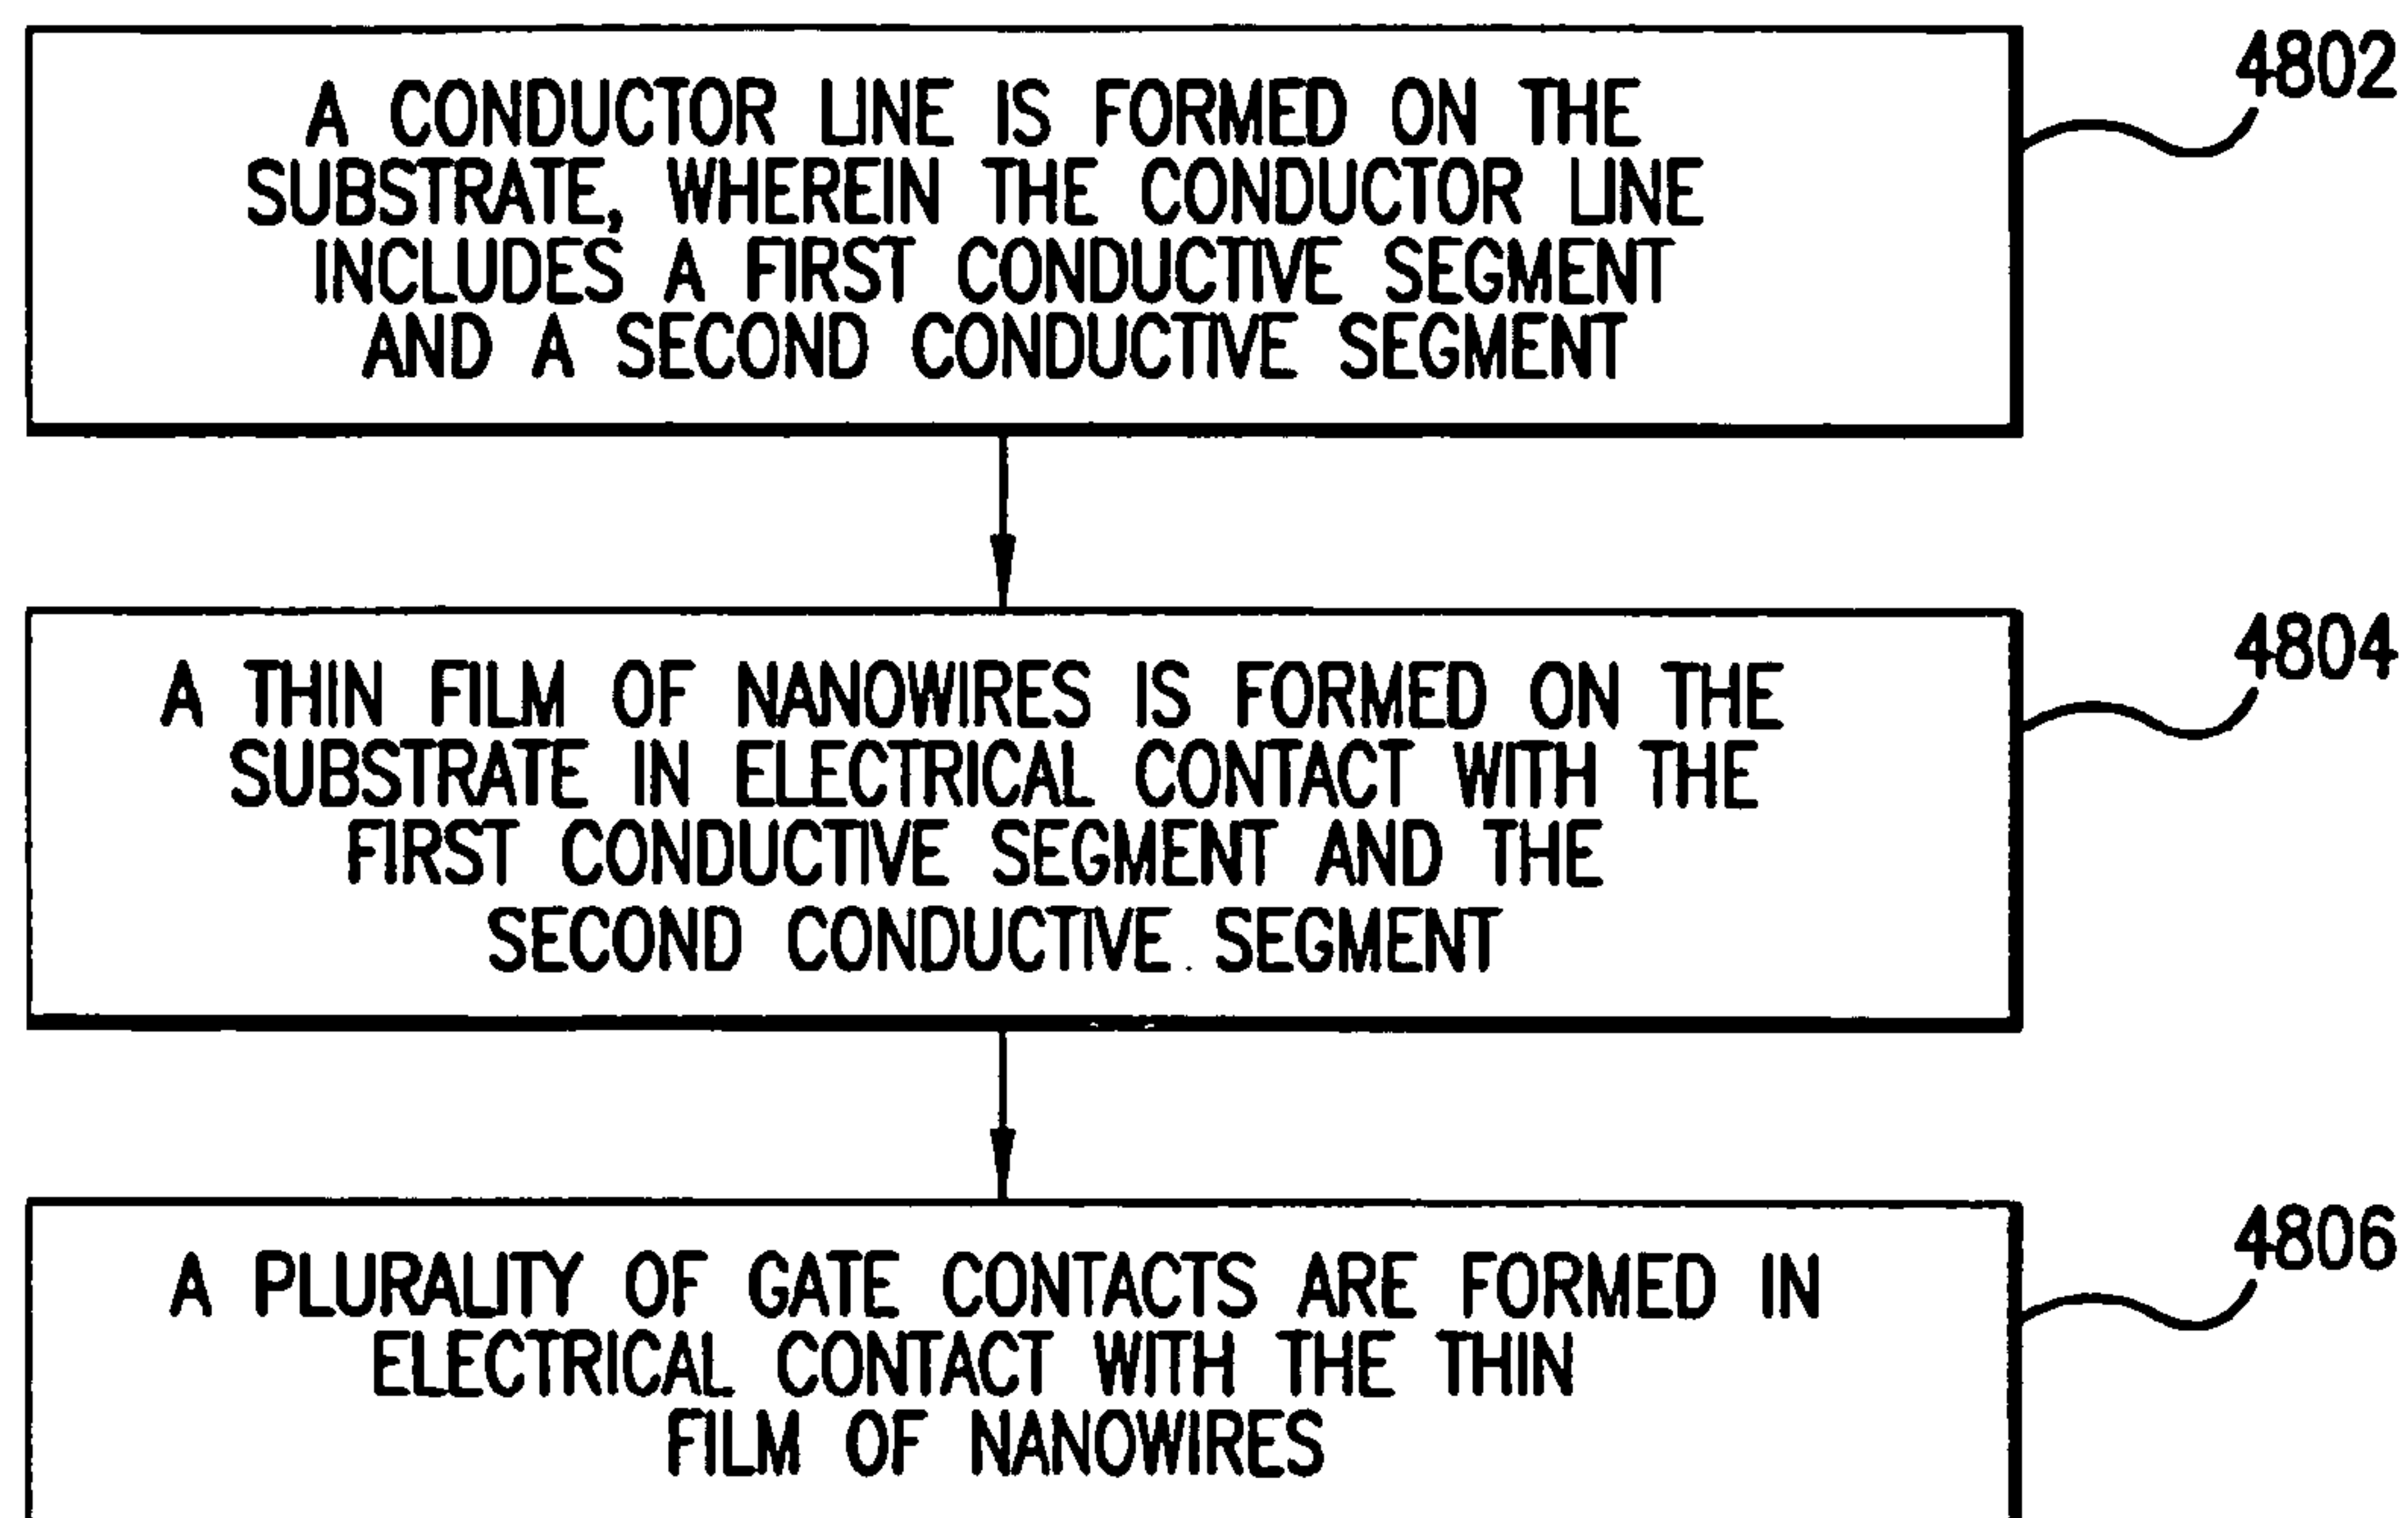 A CONDUCTOR LINE IS FORMED ON THE
SUBSTRATE, WHEREIN THE CONDUCTOR LINE
INCLUDES A FIRST CONDUCTIVE SEGMENT
AND A SECOND CONDUCTIVE SEGMENT
4802
A THIN FILM OF NANOWIRES IS FORMED ON THE
SUBSTRATE IN ELECTRICAL CONTACT WITH THE
FIRST CONDUCTIVE SEGMENT AND THE
SECOND CONDUCTIVE SEGMENT
4804
A PLURALITY OF GATE CONTACTS ARE FORMED IN
ELECTRICAL CONTACT WITH THE THIN
FILM OF NANOWIRES
4806